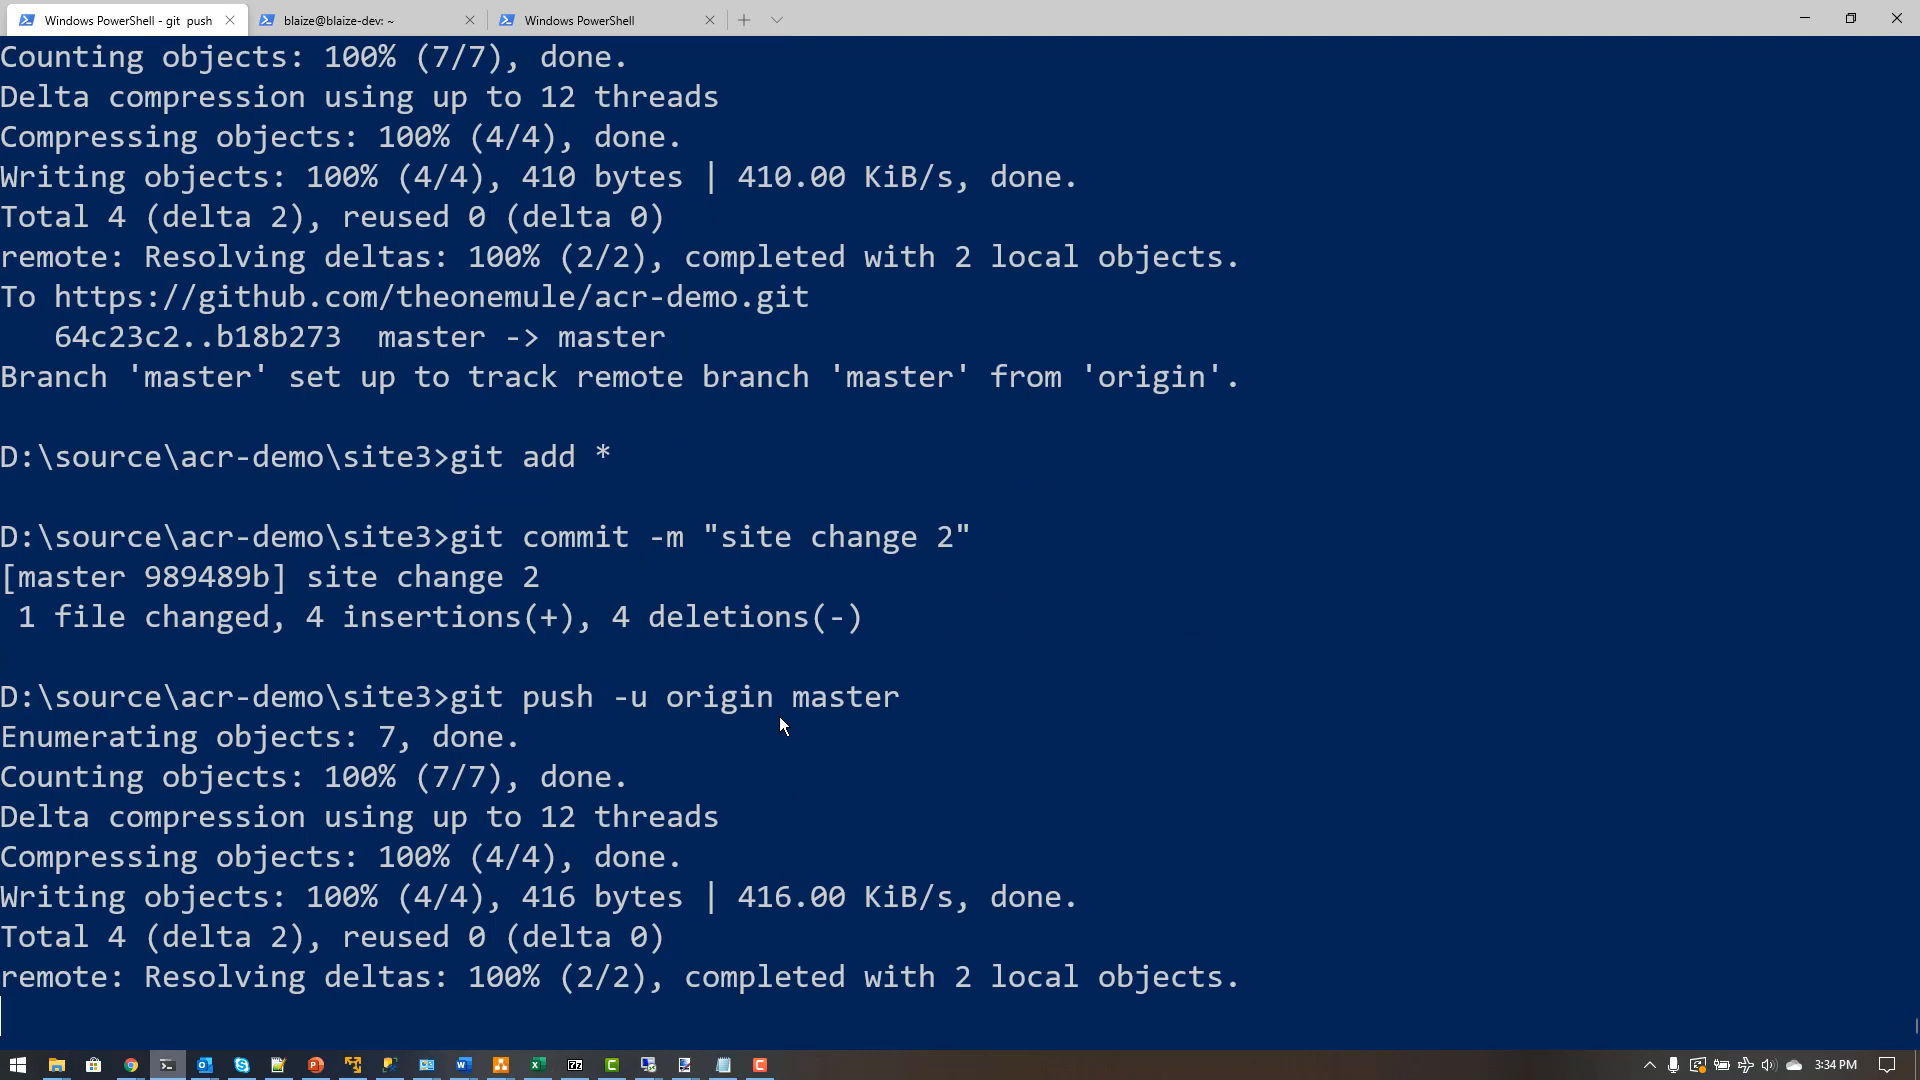 Windows PowerShell - git push
blaize@blaize-dev: ~
Windows PowerShell
Counting objects: 100% (7/7), done.
Delta compression using up to 12 threads
Compressing objects: 100% (4/4), done.
Writing objects: 100% (4/4), 410 bytes | 410.00 KiB/s, done.
Total 4 (delta 2), reused 0 (delta 0)
remote: Resolving deltas: 100% (2/2), completed with 2 local objects.
To https://github.com/theonemule/acr-demo.git
   64c23c2..b18b273  master -> master
Branch 'master' set up to track remote branch 'master' from 'origin'.
D:\source\acr-demo\site3>git add *
D:\source\acr-demo\site3>git commit -m "site change 2"
[master 989489b] site change 2
 1 file changed, 4 insertions(+), 4 deletions(-)
D:\source\acr-demo\site3>git push -u origin master
Enumerating objects: 7, done.
Counting objects: 100% (7/7), done.
Delta compression using up to 12 threads
Compressing objects: 100% (4/4), done.
Writing objects: 100% (4/4), 416 bytes | 416.00 KiB/s, done.
Total 4 (delta 2), reused 0 (delta 0)
remote: Resolving deltas: 100% (2/2), completed with 2 local objects.
3:34 PM